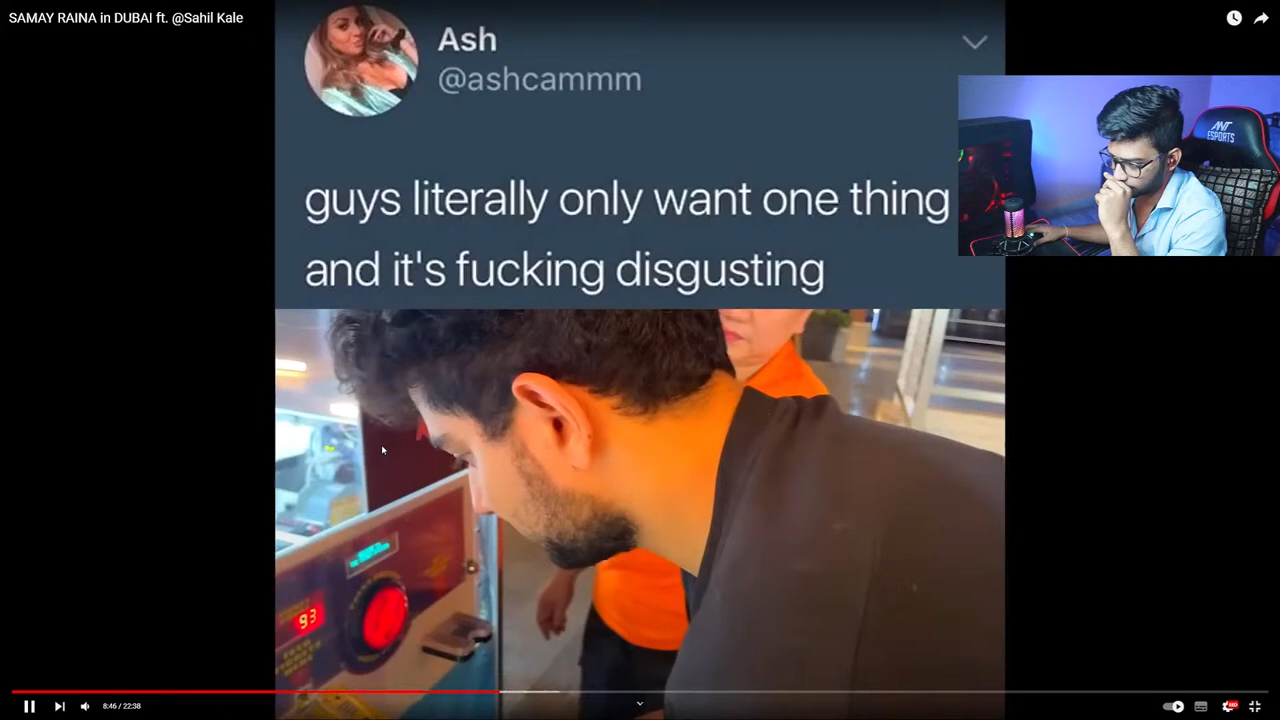 SAMAY RAINA in DUBAI ft. @Sahil Kale
Ash
@ashcammm
guys literally only want one thing
and it's fucking disgusting
ANT
ESPORTS
93
8:46 / 22:38